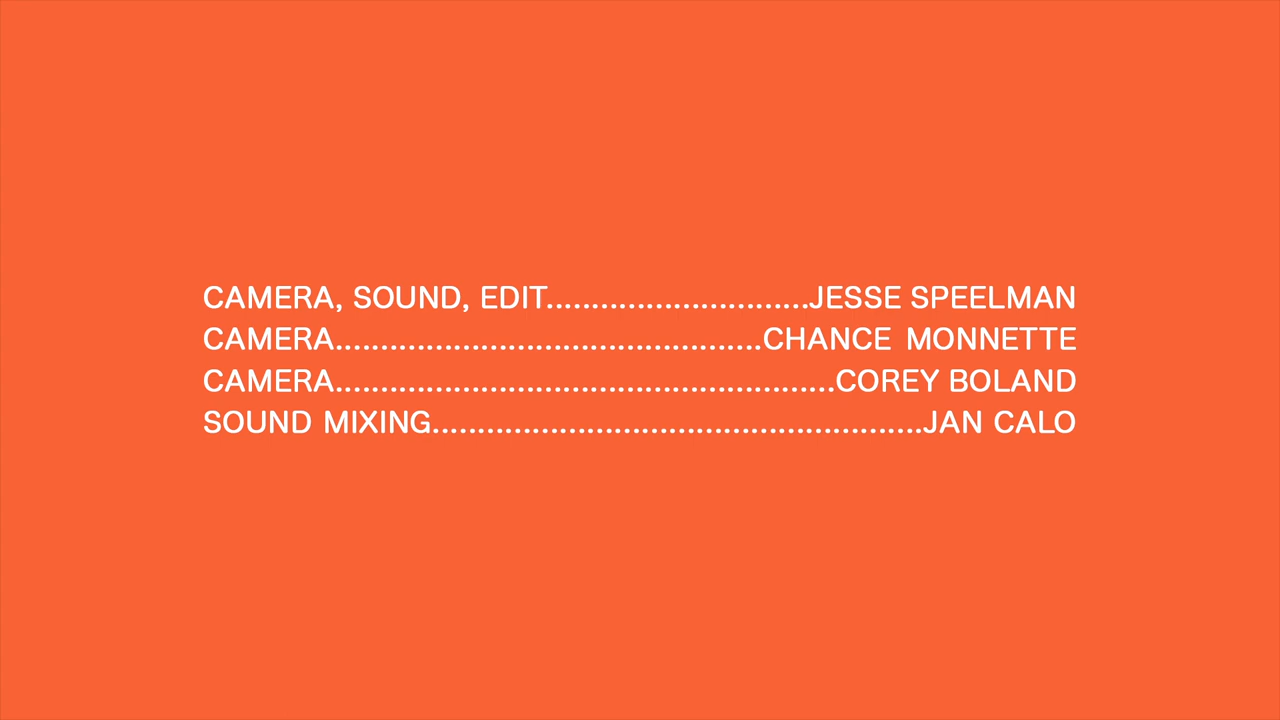 CAMERA, SOUND, EDIT.............................JESSE SPEELMAN
CAMERA...............................................CHANCE MONNETTE
CAMERA.......................................................COREY BOLAND
SOUND MIXING......................................................JAN CALO